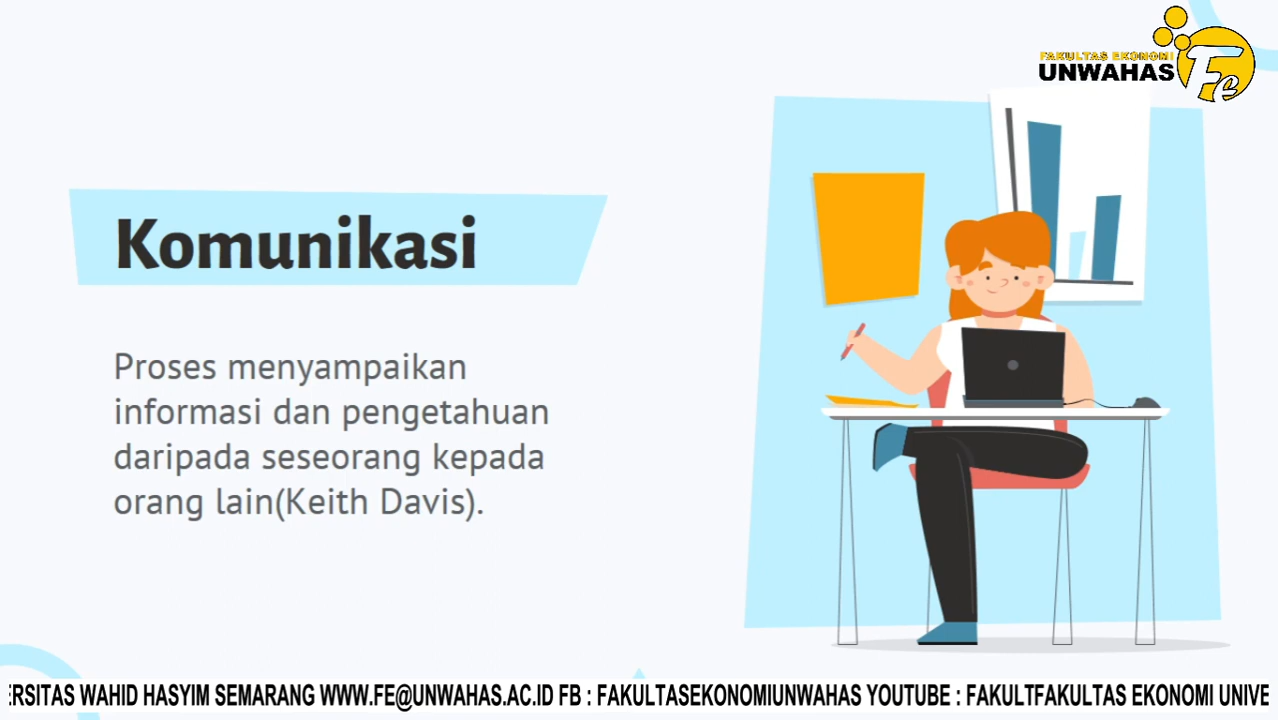 FAKULTAS EKONOMI
UNWAHAS
Fe
Komunikasi
Proses menyampaikan
informasi dan pengetahuan
daripada seseorang kepada
orang lain(Keith Davis).
ERSITAS WAHID HASYIM SEMARANG WWW.FE@UNWAHAS.AC.ID FB : FAKULTASEKONOMIUNWAHAS YOUTUBE : FAKULTFAKULTAS EKONOMI UNIVE